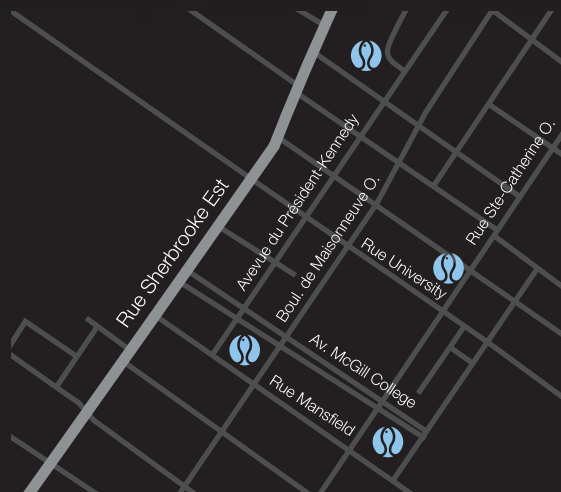 Avevue du Président-Kennedy
Rue Ste-Catherine O.
Rue Sherbrooke Est
Boul. de Maisonneuve O.
Rue University
Av. McGill College
Rue Mansfield